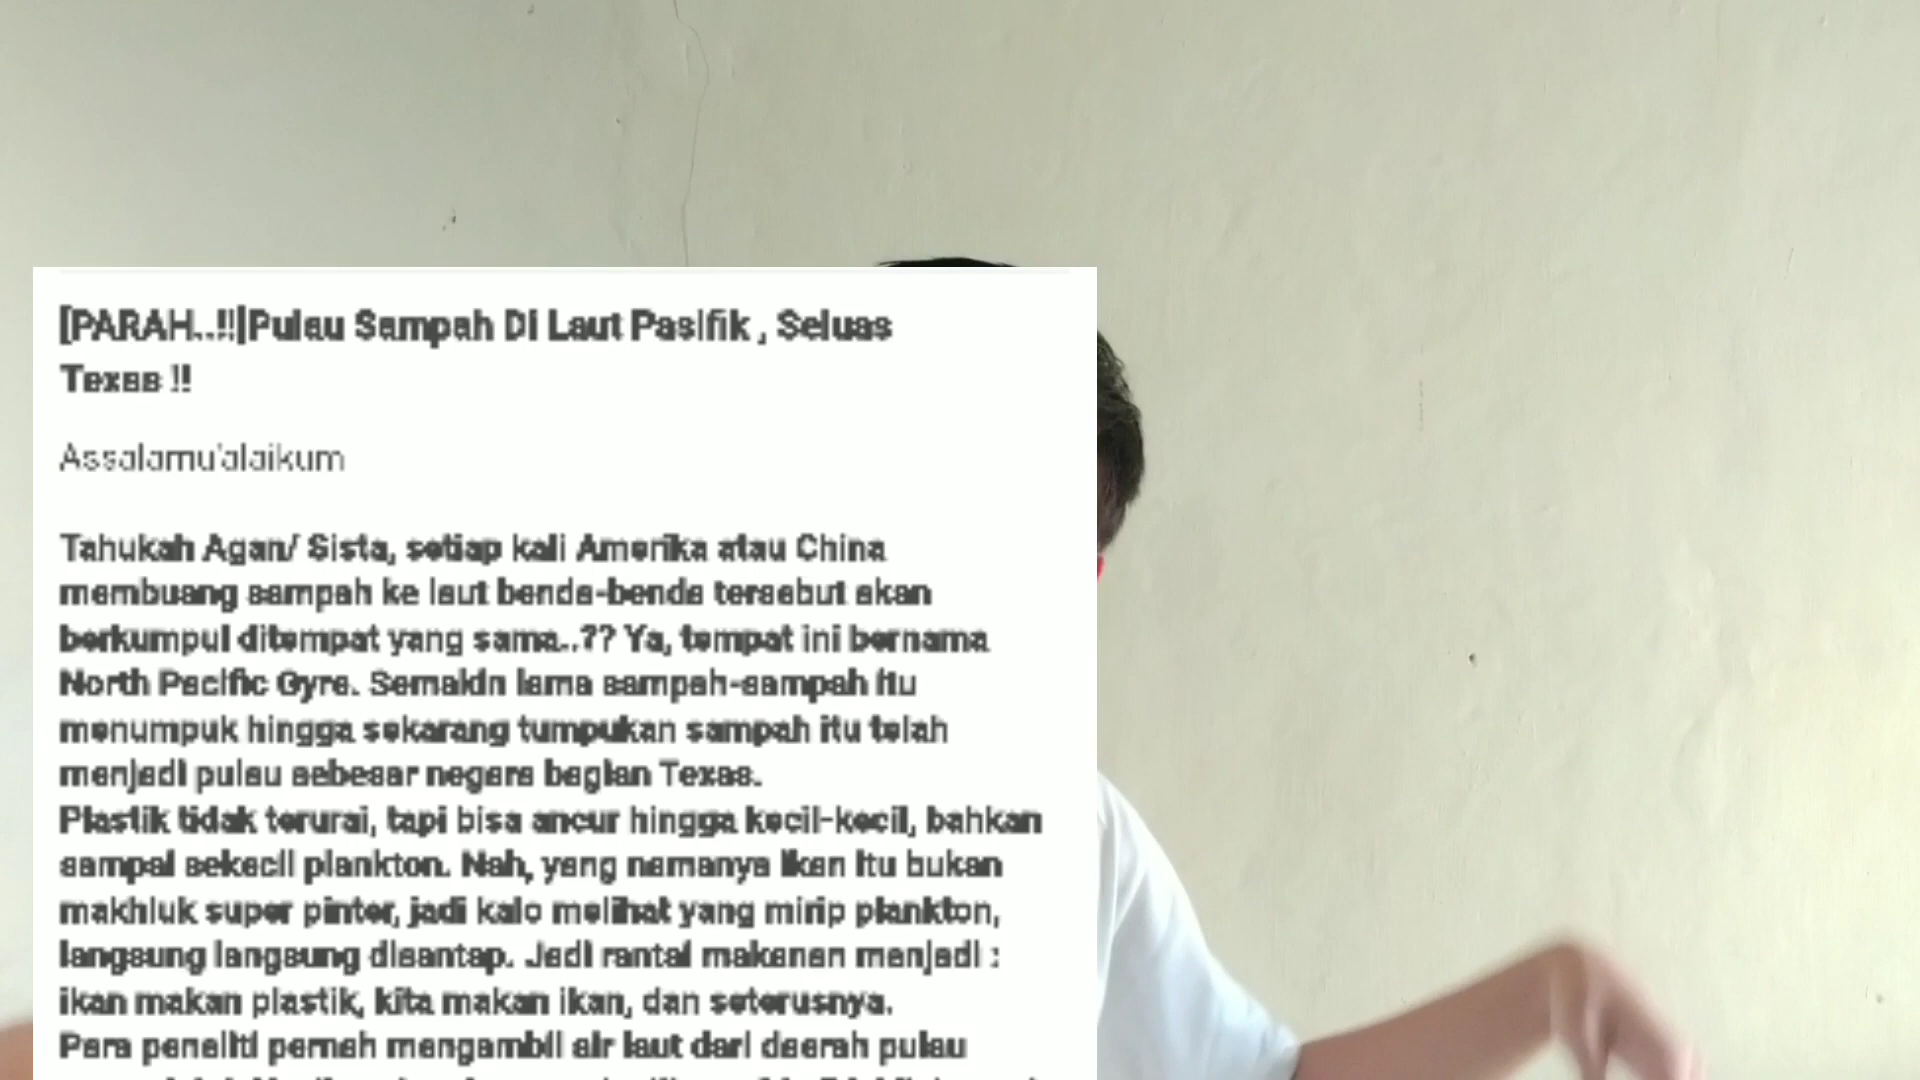 [PARAH..!!]Pulau Sampah Di Laut Pasifik , Seluas
Texas !!
Assalamu'alaikum
Tahukah Agan/ Sista, setiap kali Amerika atau China
membuang sampah ke laut benda-benda tersebut akan
berkumpul ditempat yang sama..?? Ya, tempat ini bernama
North Pacific Gyre. Semakin lama sampah-sampah itu
menumpuk hingga sekarang tumpukan sampah itu telah
menjadi pulau sebesar negara bagian Texas.
Plastik tidak terurai, tapi bisa ancur hingga kecil-kecil, bahkan
sampai sekecil plankton. Nah, yang namanya ikan itu bukan
makhluk super pinter, jadi kalo melihat yang mirip plankton,
langsung langsung disantap. Jadi rantai makanan menjadi :
ikan makan plastik, kita makan ikan, dan seterusnya.
Para peneliti pernah mengambil air laut dari daerah pulau